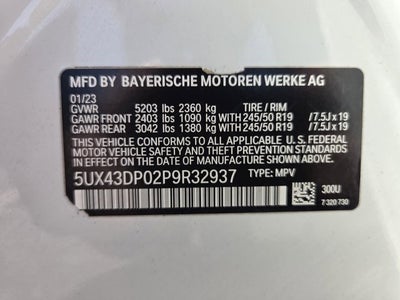 MFD BY BAYERISCHE MOTOREN WERKE AG
01/23
GVWR 5203 lbs 2360 kg TIRE / RIM
GAWR FRONT 2403 lbs 1090 kg WITH 245/50 R19 /7.5J x 19
GAWR REAR 3042 lbs 1380 kg WITH 245/50 R19 /7.5J x 19
THIS VEHICLE CONFORMS TO ALL APPLICABLE U. S. FEDERAL
MOTOR VEHICLE SAFETY, BUMPER, AND THEFT PREVENTION
STANDARDS IN EFFECT ON THE DATE OF MANUFACTURE
SHOWN ABOVE.
5UX43DP02P9R32937 TYPE: MPV
300U
7 320 730